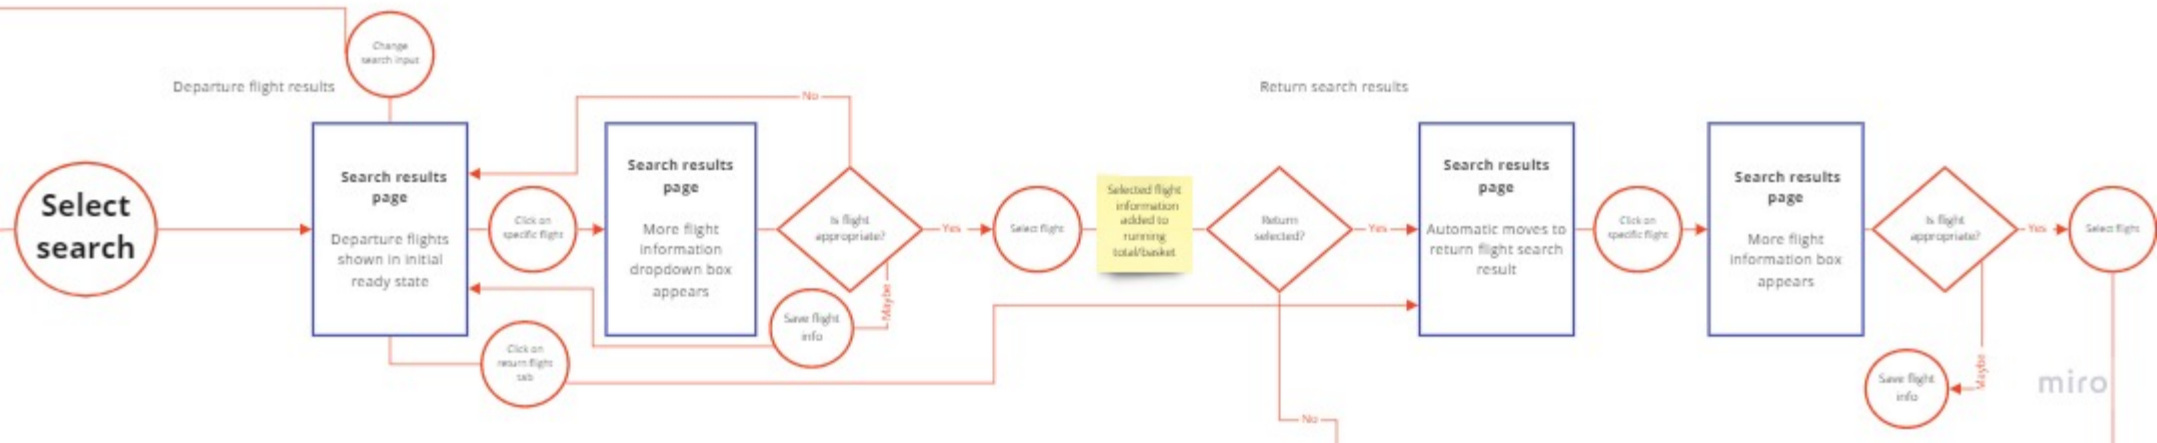 Change
search input
Departure flight results
Return search results
No
Select
search
Search results
page
Departure flights
shown in initial
ready state
Click on
specific flight
Search results
page
More flight
information
dropdown box
appears
Is flight
appropriate?
Yes
Select flight
Selected flight
information
added to
running
total/basket
Return
selected?
Yes
Search results
page
Automatic moves to
return flight search
result
Click on
specific flight
Search results
page
More flight
information box
appears
Is flight
appropriate?
Yes
Select flight
Maybe
Save flight
info
Click on
return flight
tab
Maybe
Save flight
info
miro
No